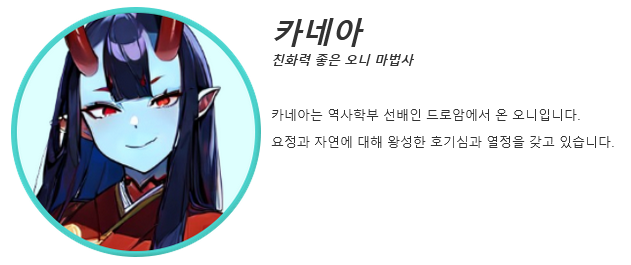 카네아
친화력 좋은 오니 마법사
카네아는 역사학부 선배인 드로암에서 온 오니입니다.
요정과 자연에 대해 왕성한 호기심과 열정을 갖고 있습니다.